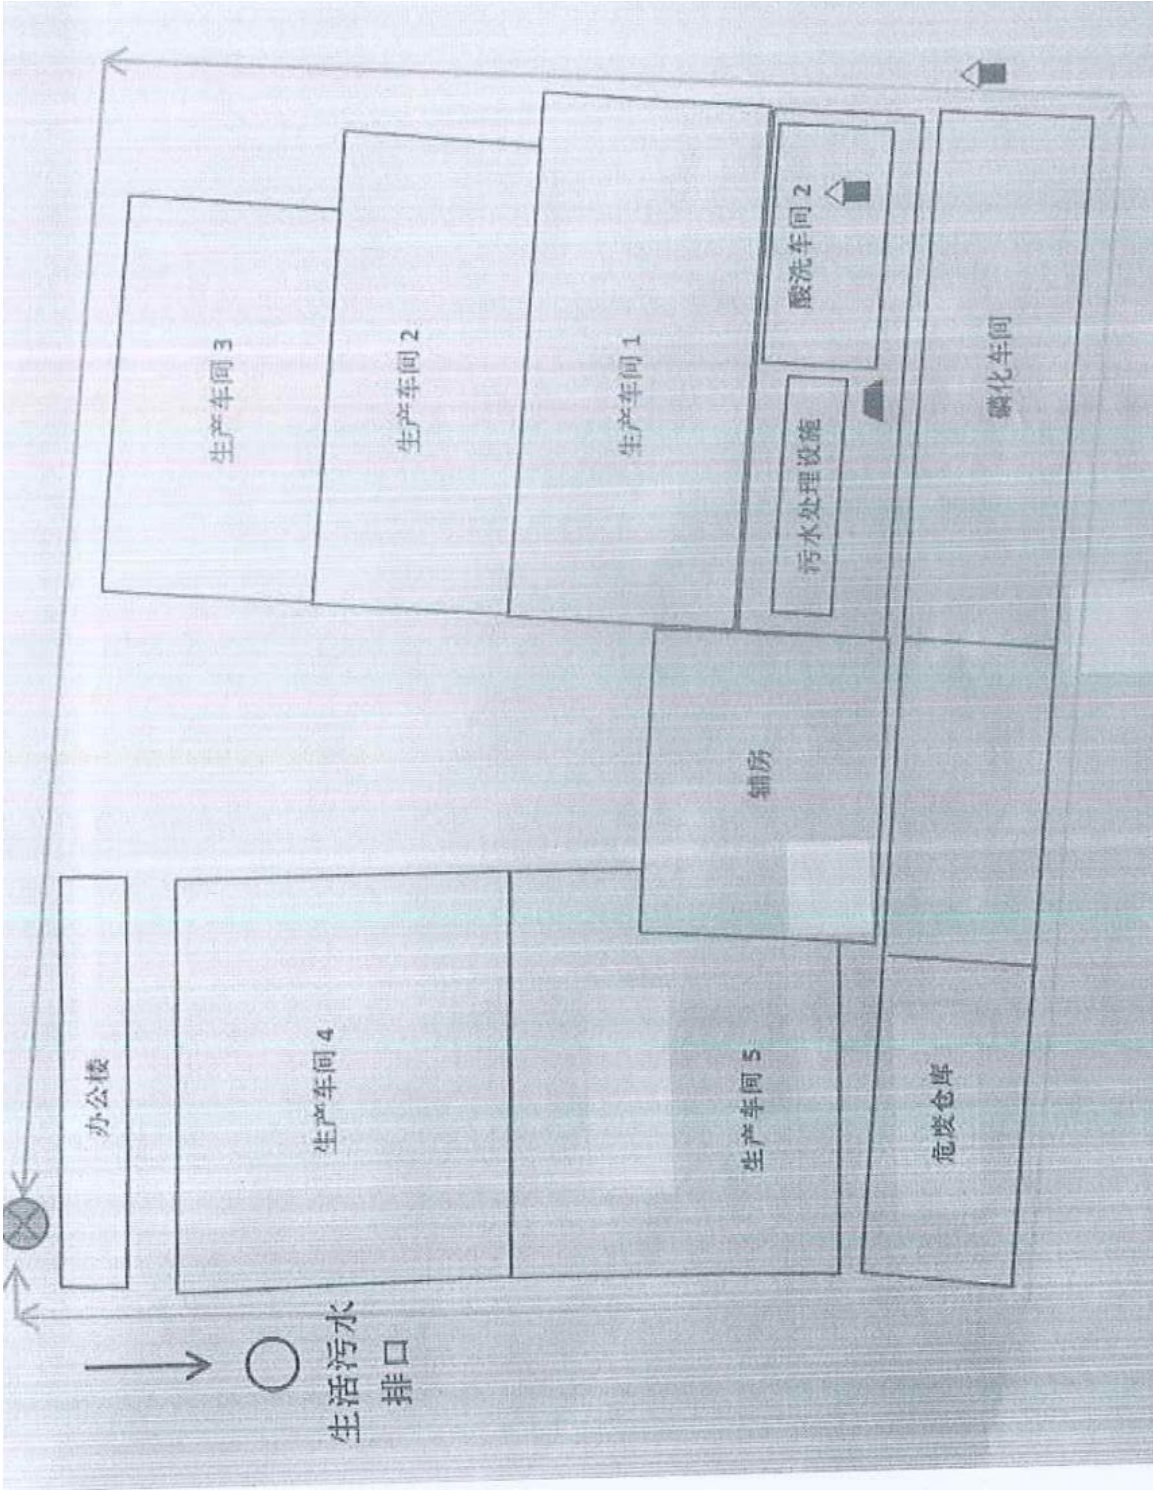 生产车间 3
生产车间 2
生产车间 1
酸洗车间 2
污水处理设施
磷化车间
辅房
办公楼
生产车间 4
生产车间 5
危废仓库
生活污水
排口